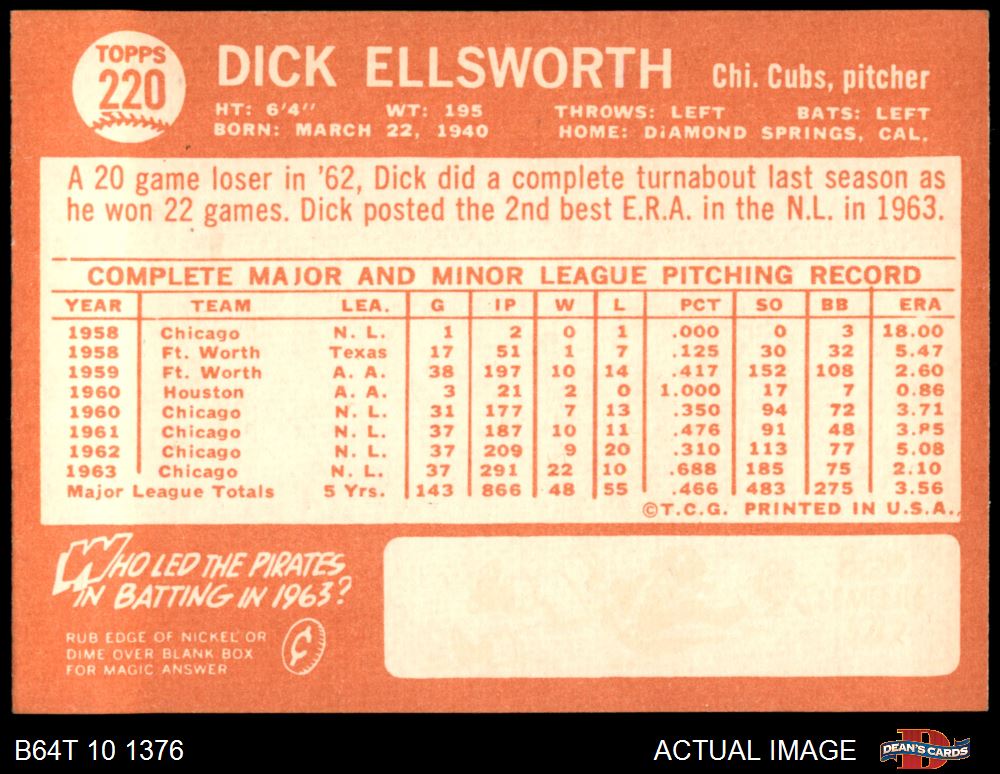 TOPPS
220
DICK ELLSWORTH Chi. Cubs, pitcher
HT: 6'4" WT: 195 THROWS: LEFT BATS: LEFT
BORN: MARCH 22, 1940 HOME: DIAMOND SPRINGS, CAL.
A 20 game loser in '62, Dick did a complete turnabout last season as
he won 22 games. Dick posted the 2nd best E.R.A. in the N.L. in 1963.
COMPLETE MAJOR AND MINOR LEAGUE PITCHING RECORD
YEAR TEAM LEA. G IP W L PCT SO BB ERA
1958 Chicago N. L. 1 2 0 1 .000 0 3 18.00
1958 Ft. Worth Texas 17 51 1 7 .125 30 32 5.47
1959 Ft. Worth A. A. 38 197 10 14 .417 152 108 2.60
1960 Houston A. A. 3 21 2 0 1.000 17 7 0.86
1960 Chicago N. L. 31 177 7 13 .350 94 72 3.71
1961 Chicago N. L. 37 187 10 11 .476 91 48 3.85
1962 Chicago N. L. 37 209 9 20 .310 113 77 5.08
1963 Chicago N. L. 37 291 22 10 .688 185 75 2.10
Major League Totals 5 Yrs. 143 866 48 55 .466 483 275 3.56
©T.C.G. PRINTED IN U.S.A.
WHO LED THE PIRATES
IN BATTING IN 1963?
RUB EDGE OF NICKEL OR
DIME OVER BLANK BOX
FOR MAGIC ANSWER
¢
B64T 10 1376 ACTUAL IMAGE DEAN'S CARDS